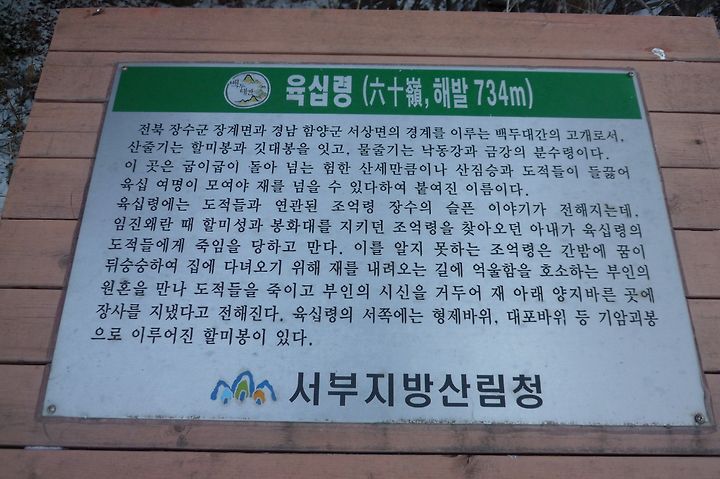 백두대간
육십령 (六十嶺, 해발 734m)
전북 장수군 장계면과 경남 함양군 서상면의 경계를 이루는 백두대간의 고개로서,
산줄기는 할미봉과 깃대봉을 잇고, 물줄기는 낙동강과 금강의 분수령이다.
이 곳은 굽이굽이 돌아 넘는 험한 산세만큼이나 산짐승과 도적들이 들끓어
육십 여명이 모여야 재를 넘을 수 있다하여 붙여진 이름이다.
육십령에는 도적들과 연관된 조억령 장수의 슬픈 이야기가 전해지는데,
임진왜란 때 할미성과 봉화대를 지키던 조억령을 찾아오던 아내가 육십령의
도적들에게 죽임을 당하고 만다. 이를 알지 못하는 조억령은 간밤에 꿈이
뒤숭숭하여 집에 다녀오기 위해 재를 내려오는 길에 억울함을 호소하는 부인의
원혼을 만나 도적들을 죽이고 부인의 시신을 거두어 재 아래 양지바른 곳에
장사를 지냈다고 전해진다. 육십령의 서쪽에는 형제바위, 대포바위 등 기암괴봉
으로 이루어진 할미봉이 있다.
서부지방산림청